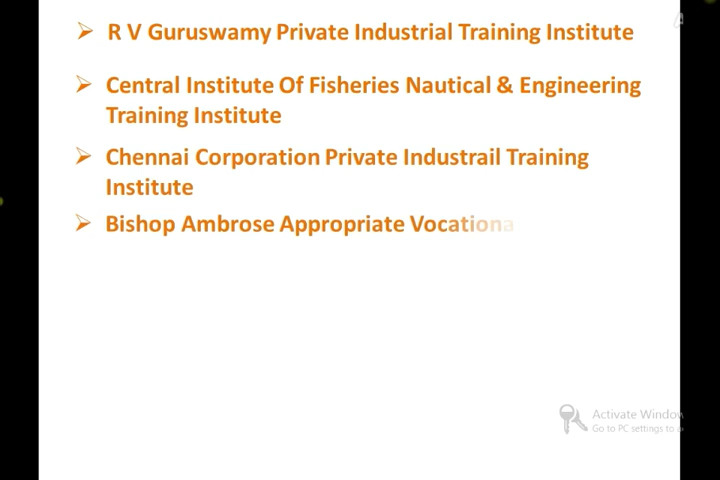 R V Guruswamy Private Industrial Training Institute
Central Institute Of Fisheries Nautical & Engineering
Training Institute
Chennai Corporation Private Industrail Training
Institute
Bishop Ambrose Appropriate Vocationa
Activate Window
Go to PC settings to